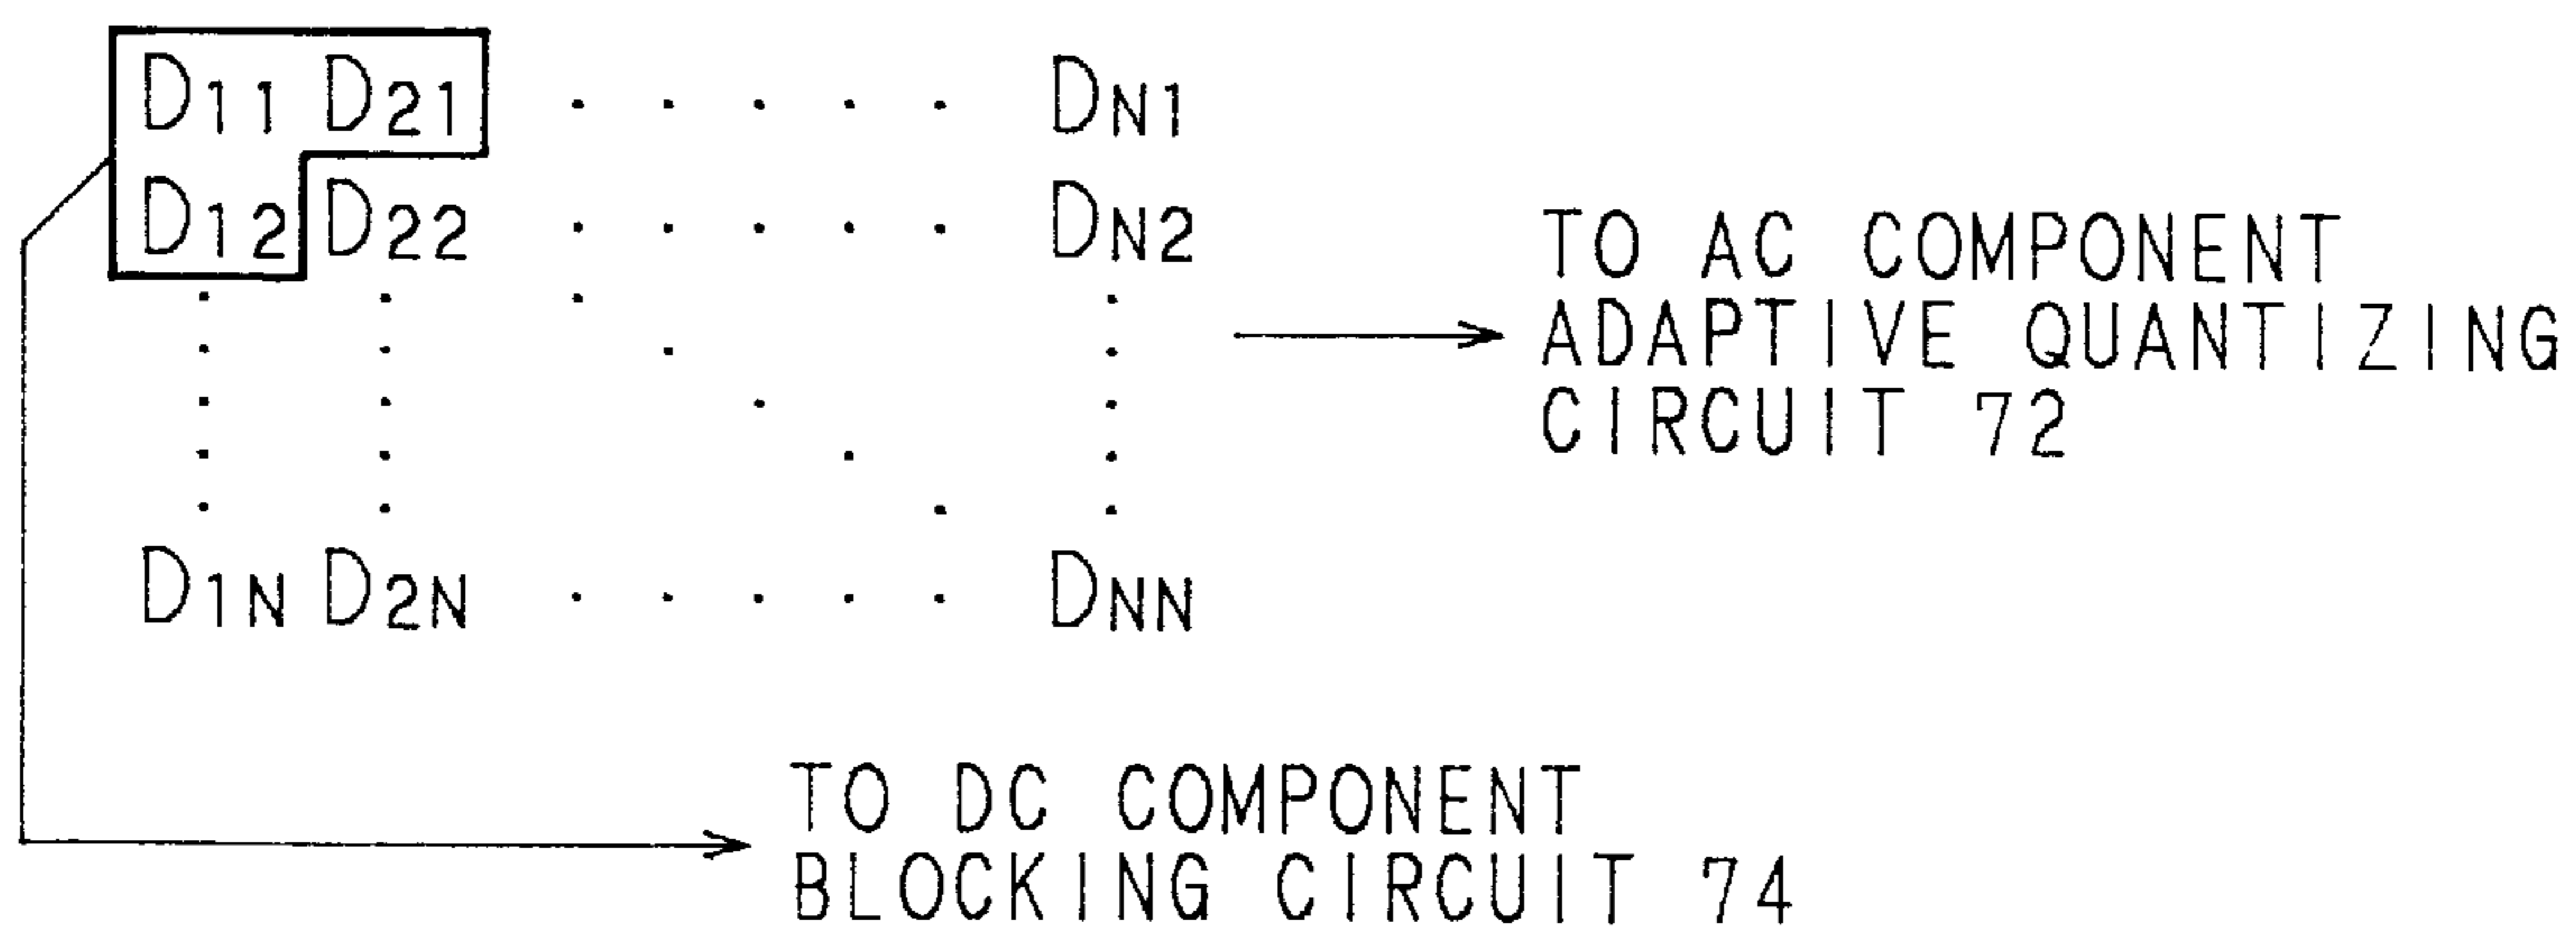 D11 D21 . . . . . DN1
D12 D22 . . . . . DN2
TO AC COMPONENT
ADAPTIVE QUANTIZING
CIRCUIT 72
D1N D2N . . . . . DNN
TO DC COMPONENT
BLOCKING CIRCUIT 74